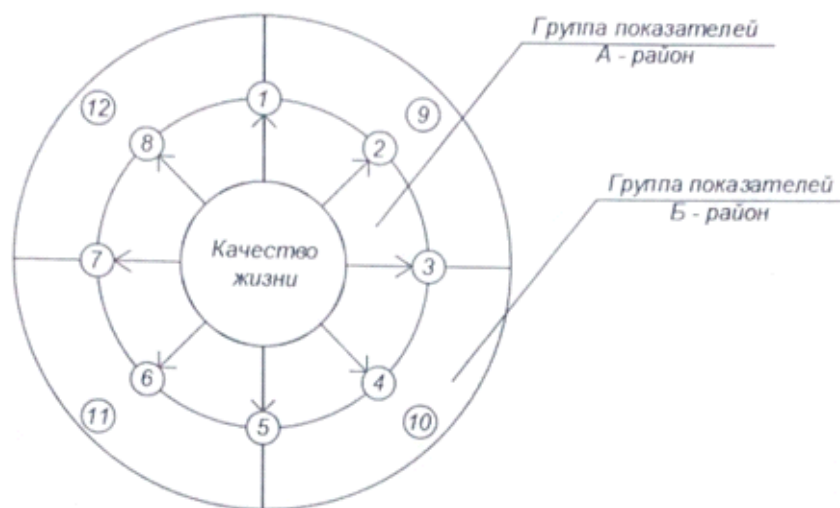 Группа показателей
А - район
1
12
9
8
2
Группа показателей
Б - район
Качество
жизни
7
3
6
4
11
5
10